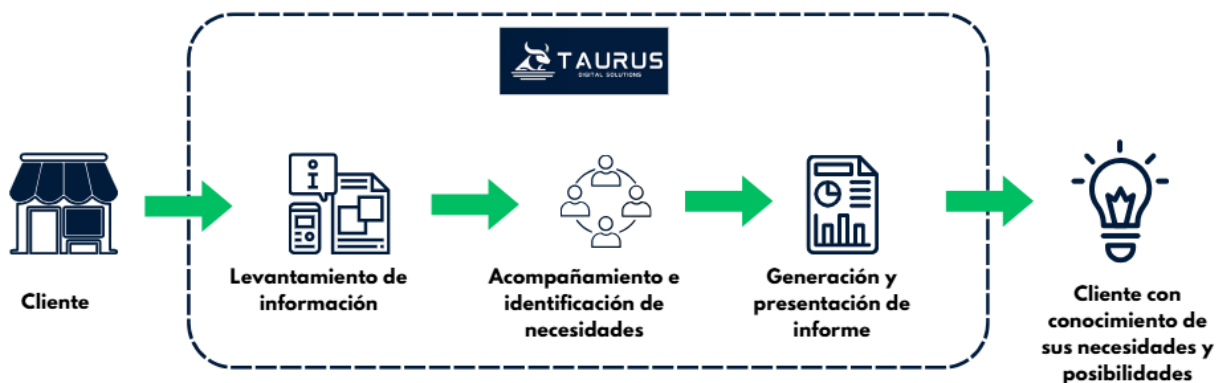 TAURUS
DIGITAL SOLUTIONS
i
Cliente
Levantamiento de
información
Acompañamiento e
identificación de
necesidades
Generación y
presentación de
informe
Cliente con
conocimiento de
sus necesidades y
posibilidades